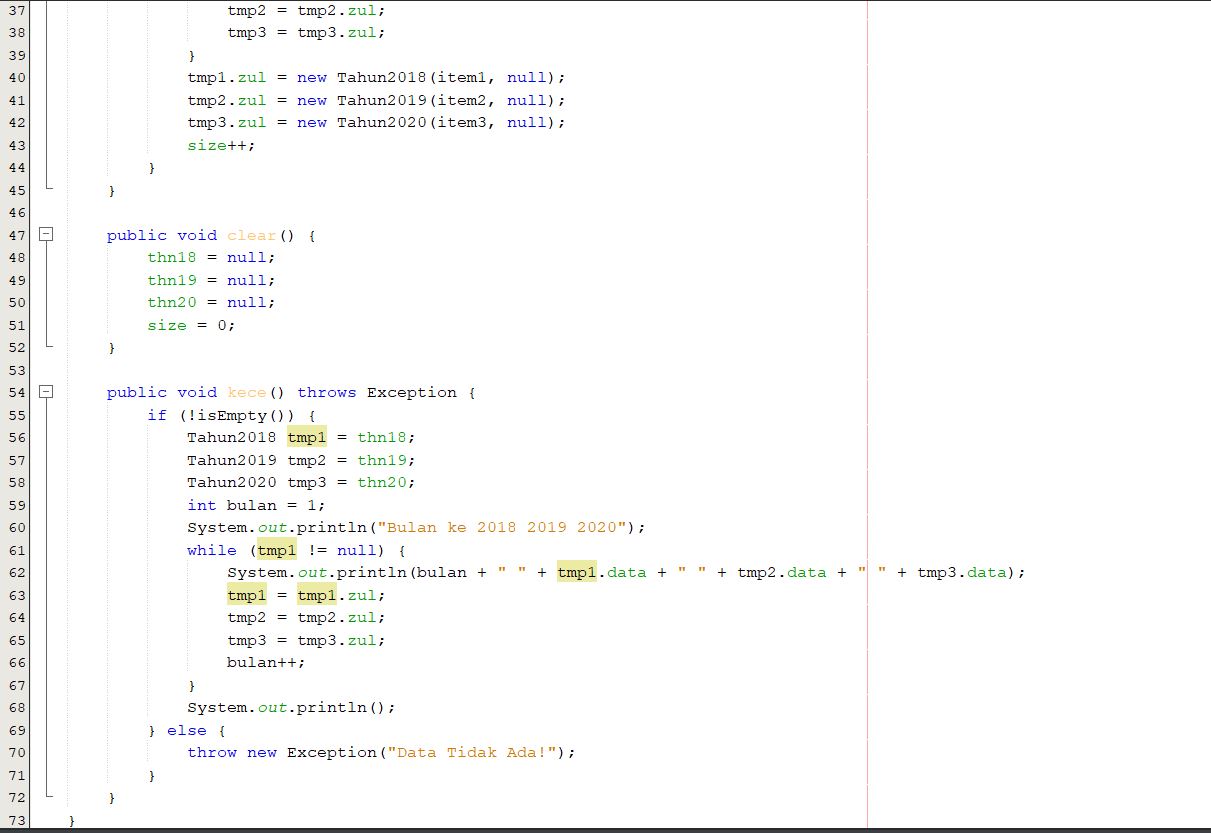 37 tmp2 = tmp2.zul;
38 tmp3 = tmp3.zul;
39 }
40 tmp1.zul = new Tahun2018(item1, null);
41 tmp2.zul = new Tahun2019(item2, null);
42 tmp3.zul = new Tahun2020(item3, null);
43 size++;
44 }
45 }
46
47 public void clear() {
48 thn18 = null;
49 thn19 = null;
50 thn20 = null;
51 size = 0;
52 }
53
54 public void kece() throws Exception {
55 if (!isEmpty()) {
56 Tahun2018 tmp1 = thn18;
57 Tahun2019 tmp2 = thn19;
58 Tahun2020 tmp3 = thn20;
59 int bulan = 1;
60 System.out.println("Bulan ke 2018 2019 2020");
61 while (tmp1 != null) {
62 System.out.println(bulan + " " + tmp1.data + " " + tmp2.data + " " + tmp3.data);
63 tmp1 = tmp1.zul;
64 tmp2 = tmp2.zul;
65 tmp3 = tmp3.zul;
66 bulan++;
67 }
68 System.out.println();
69 } else {
70 throw new Exception("Data Tidak Ada!");
71 }
72 }
73 }